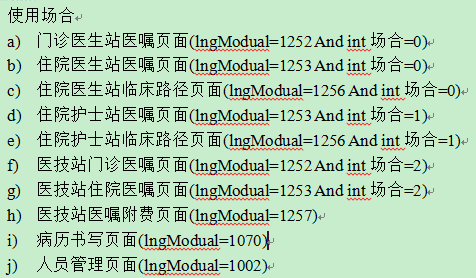 使用场合
a) 门诊医生站医嘱页面(lngModual=1252 And int 场合=0)
b) 住院医生站医嘱页面(lngModual=1253 And int 场合=0)
c) 住院医生站临床路径页面(lngModual=1256 And int 场合=0)
d) 住院护士站医嘱页面(lngModual=1253 And int 场合=1)
e) 住院护士站临床路径页面(lngModual=1256 And int 场合=1)
f) 医技站门诊医嘱页面(lngModual=1252 And int 场合=2)
g) 医技站住院医嘱页面(lngModual=1253 And int 场合=2)
h) 医技站医嘱附费页面(lngModual=1257)
i) 病历书写页面(lngModual=1070)
j) 人员管理页面(lngModual=1002)